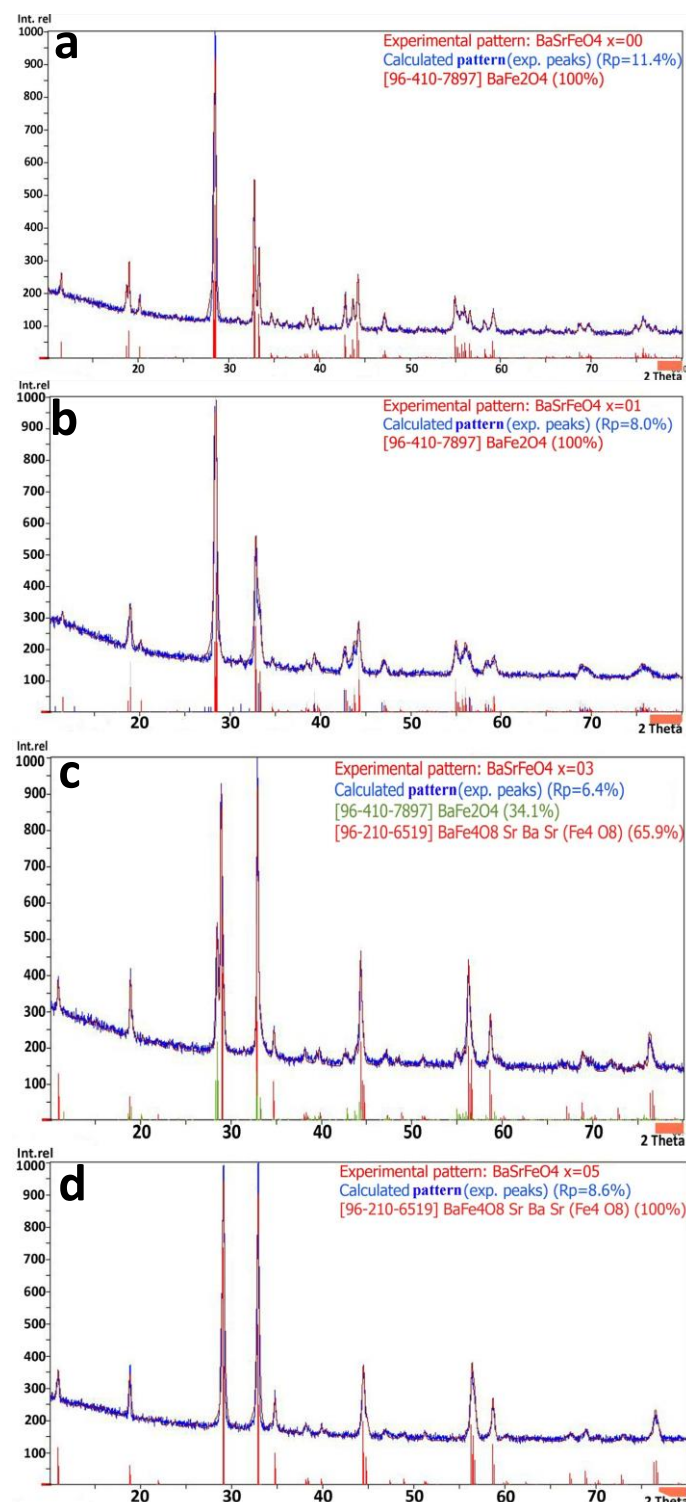 Int. rel
a
Experimental pattern: BaSrFeO4 x=00
Calculated pattern(exp. peaks) (Rp=11.4%)
[96-410-7897] BaFe2O4 (100%)
1000
900
800
700
600
500
400
300
200
100
20 30 40 50 60 70
2 Theta
Int.rel
b
Experimental pattern: BaSrFeO4 x=01
Calculated pattern(exp. peaks) (Rp=8.0%)
[96-410-7897] BaFe2O4 (100%)
1000
900
800
700
600
500
400
300
200
100
20 30 40 50 60 70
2 Theta
Int.rel
c
Experimental pattern: BaSrFeO4 x=03
Calculated pattern(exp. peaks) (Rp=6.4%)
[96-410-7897] BaFe2O4 (34.1%)
[96-210-6519] BaFe4O8 Sr Ba Sr (Fe4 O8) (65.9%)
1000
900
800
700
600
500
400
300
200
100
20 30 40 50 60 70
2 Theta
Int.rel
d
Experimental pattern: BaSrFeO4 x=05
Calculated pattern(exp. peaks) (Rp=8.6%)
[96-210-6519] BaFe4O8 Sr Ba Sr (Fe4 O8) (100%)
1000
900
800
700
600
500
400
300
200
100
20 30 40 50 60 70
2 Theta